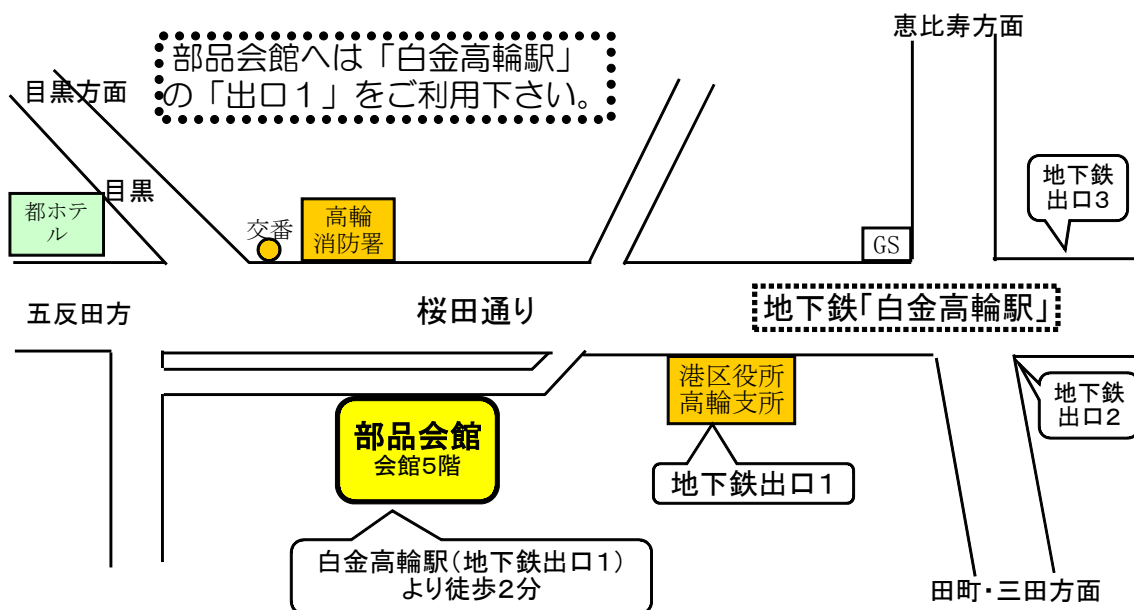 恵比寿方面
部品会館へは「白金高輪駅」
の「出口１」をご利用下さい。
目黒方面
目黒
都ホテ
ル
交番
高輪
消防署
GS
地下鉄
出口3
五反田方
桜田通り
地下鉄「白金高輪駅」
港区役所
高輪支所
地下鉄
出口2
部品会館
会館5階
地下鉄出口1
白金高輪駅(地下鉄出口1)
より徒歩2分
田町・三田方面